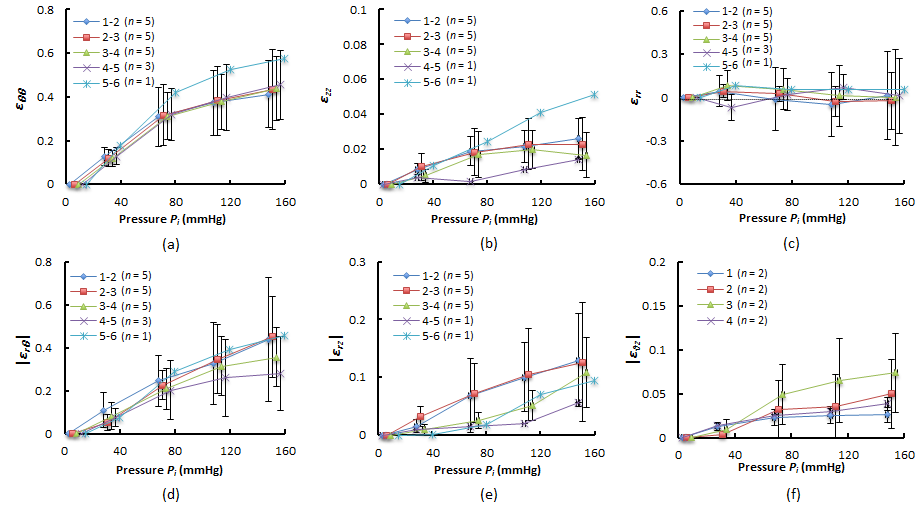 0.8
0.6
0.4
0.2
0
εθθ
1-2 (n = 5)
2-3 (n = 5)
3-4 (n = 5)
4-5 (n = 3)
5-6 (n = 1)
0 40 80 120 160
Pressure Pi (mmHg)
(a)
0.1
0.08
0.06
0.04
0.02
0
εzz
1-2 (n = 5)
2-3 (n = 5)
3-4 (n = 5)
4-5 (n = 1)
5-6 (n = 1)
0 40 80 120 160
Pressure Pi (mmHg)
(b)
0.6
0.3
0
-0.3
-0.6
εrr
1-2 (n = 5)
2-3 (n = 5)
3-4 (n = 5)
4-5 (n = 3)
5-6 (n = 1)
0 40 80 120 160
Pressure Pi (mmHg)
(c)
0.8
0.6
0.4
0.2
0
|εrθ|
1-2 (n = 5)
2-3 (n = 5)
3-4 (n = 5)
4-5 (n = 3)
5-6 (n = 1)
0 40 80 120 160
Pressure Pi (mmHg)
(d)
0.3
0.25
0.2
0.15
0.1
0.05
0
|εrz|
1-2 (n = 5)
2-3 (n = 5)
3-4 (n = 5)
4-5 (n = 1)
5-6 (n = 1)
0 40 80 120 160
Pressure Pi (mmHg)
(e)
0.2
0.15
0.1
0.05
0
|εϑz|
1 (n = 2)
2 (n = 2)
3 (n = 2)
4 (n = 2)
0 40 80 120 160
Pressure Pi (mmHg)
(f)